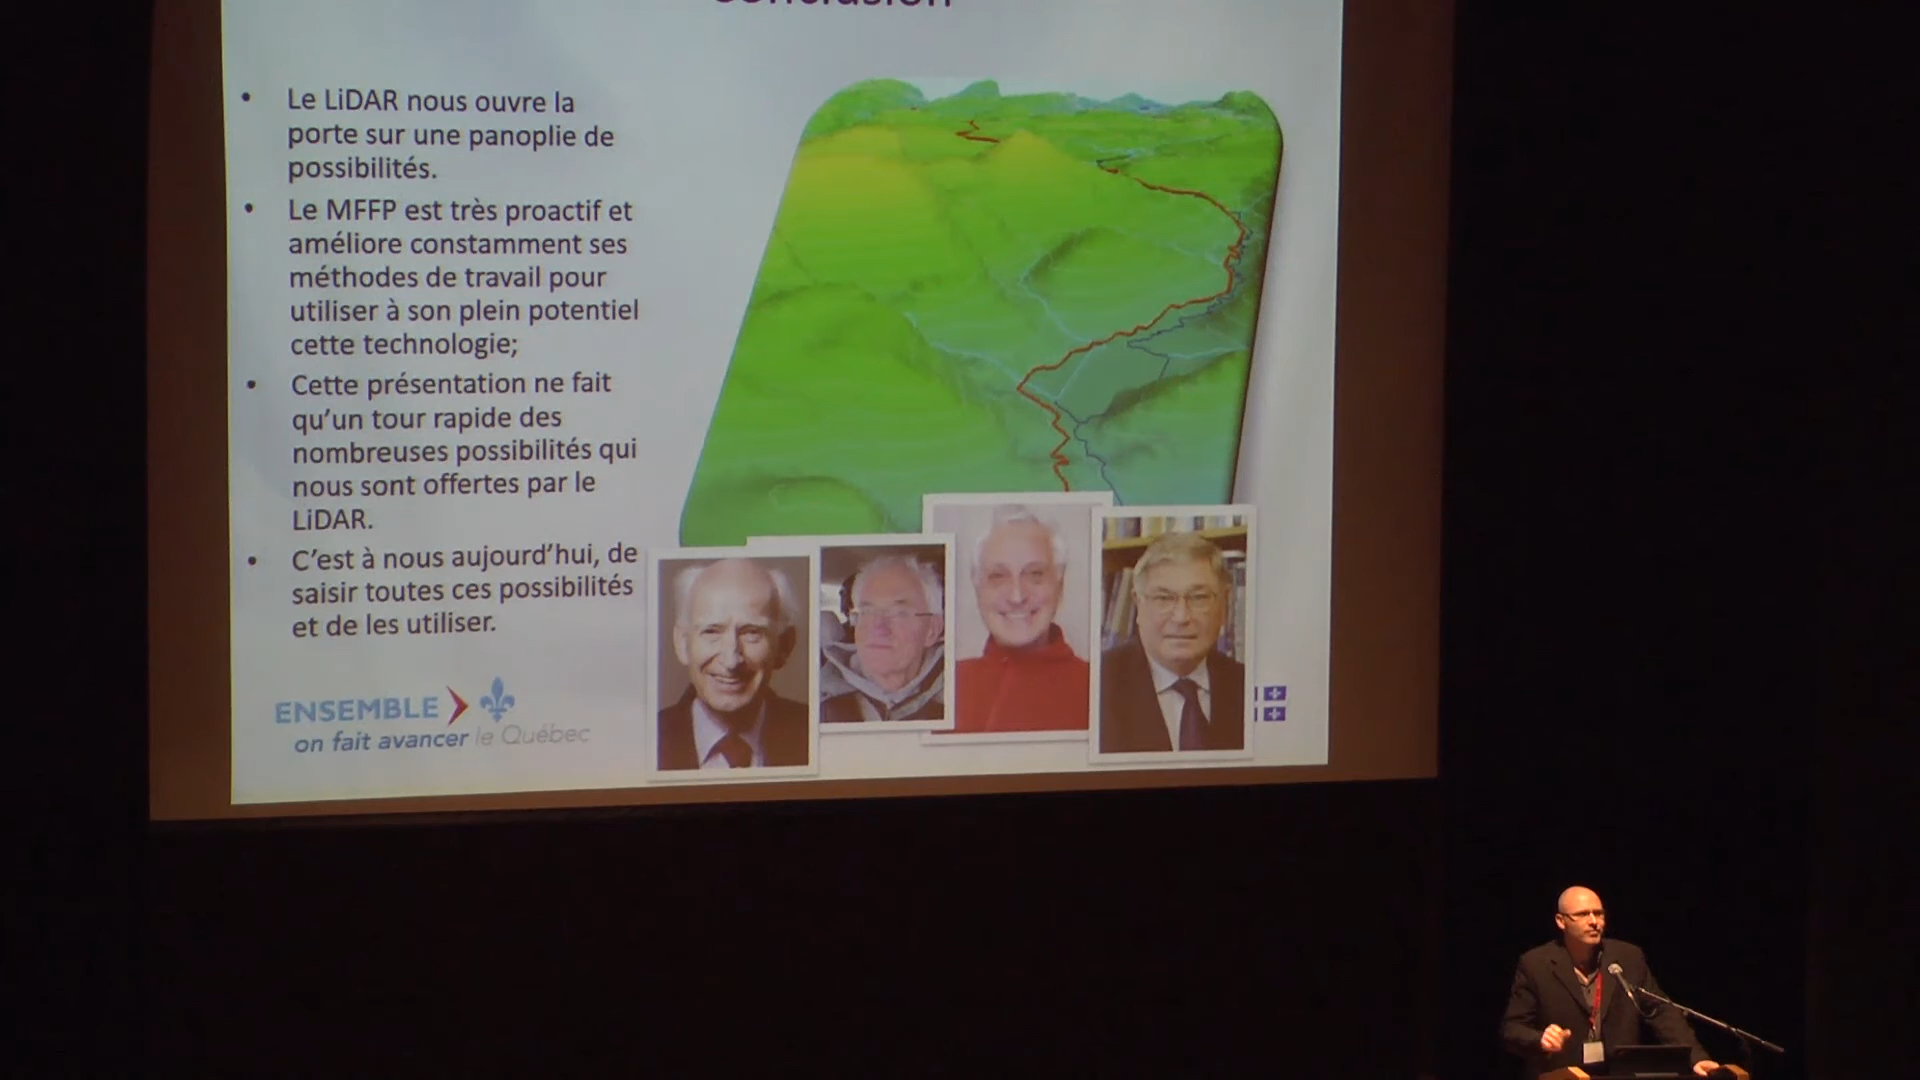 Conclusion
• Le LiDAR nous ouvre la
porte sur une panoplie de
possibilités.
• Le MFFP est très proactif et
améliore constamment ses
méthodes de travail pour
utiliser à son plein potentiel
cette technologie;
• Cette présentation ne fait
qu’un tour rapide des
nombreuses possibilités qui
nous sont offertes par le
LiDAR.
• C’est à nous aujourd’hui, de
saisir toutes ces possibilités
et de les utiliser.
ENSEMBLE
on fait avancer le Québec